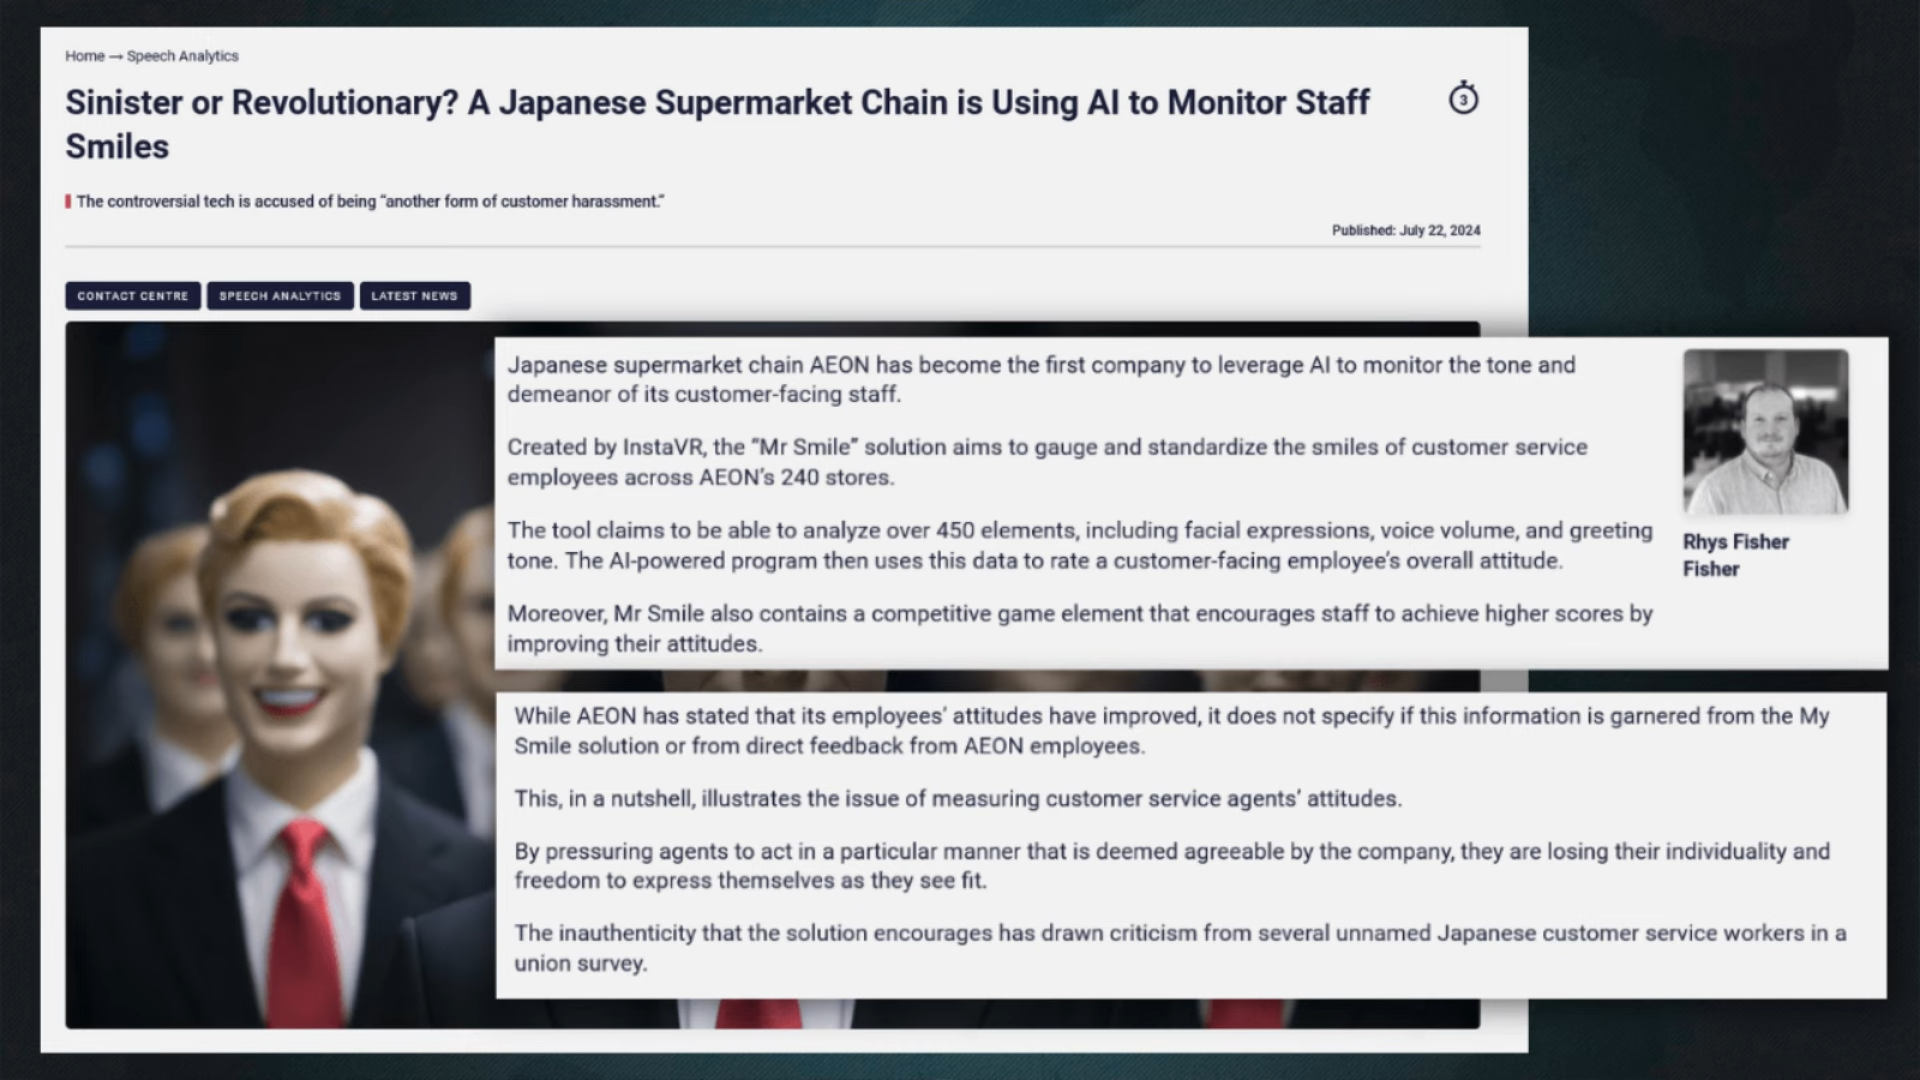 Home → Speech Analytics
Sinister or Revolutionary? A Japanese Supermarket Chain is Using AI to Monitor Staff
Smiles
3
The controversial tech is accused of being “another form of customer harassment.”
Published: July 22, 2024
CONTACT CENTRE SPEECH ANALYTICS LATEST NEWS
Japanese supermarket chain AEON has become the first company to leverage AI to monitor the tone and
demeanor of its customer-facing staff.
Created by InstaVR, the “Mr Smile” solution aims to gauge and standardize the smiles of customer service
employees across AEON’s 240 stores.
The tool claims to be able to analyze over 450 elements, including facial expressions, voice volume, and greeting
tone. The AI-powered program then uses this data to rate a customer-facing employee’s overall attitude.
Moreover, Mr Smile also contains a competitive game element that encourages staff to achieve higher scores by
improving their attitudes.
Rhys Fisher
Fisher
While AEON has stated that its employees’ attitudes have improved, it does not specify if this information is garnered from the My
Smile solution or from direct feedback from AEON employees.
This, in a nutshell, illustrates the issue of measuring customer service agents’ attitudes.
By pressuring agents to act in a particular manner that is deemed agreeable by the company, they are losing their individuality and
freedom to express themselves as they see fit.
The inauthenticity that the solution encourages has drawn criticism from several unnamed Japanese customer service workers in a
union survey.